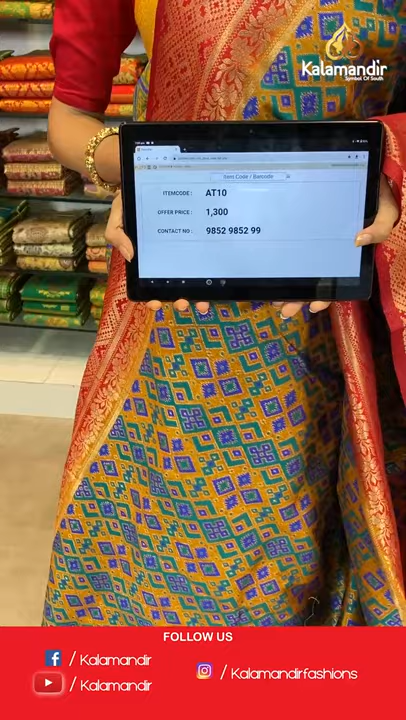 Kalamandir
Symbol Of South
Item Code / Barcode
ITEMCODE : AT10
OFFER PRICE : 1,300
CONTACT NO : 9852 9852 99
FOLLOW US
/ Kalamandir
/ Kalamandir
/ Kalamandirfashions